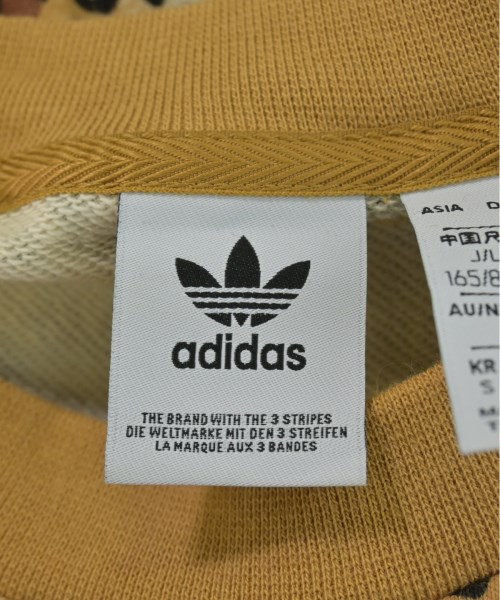 adidas
THE BRAND WITH THE 3 STRIPES
DIE WELTMARKE MIT DEN 3 STREIFEN
LA MARQUE AUX 3 BANDES
ASIA D
中国尺
J/L
165/8
AU/N
KR
S